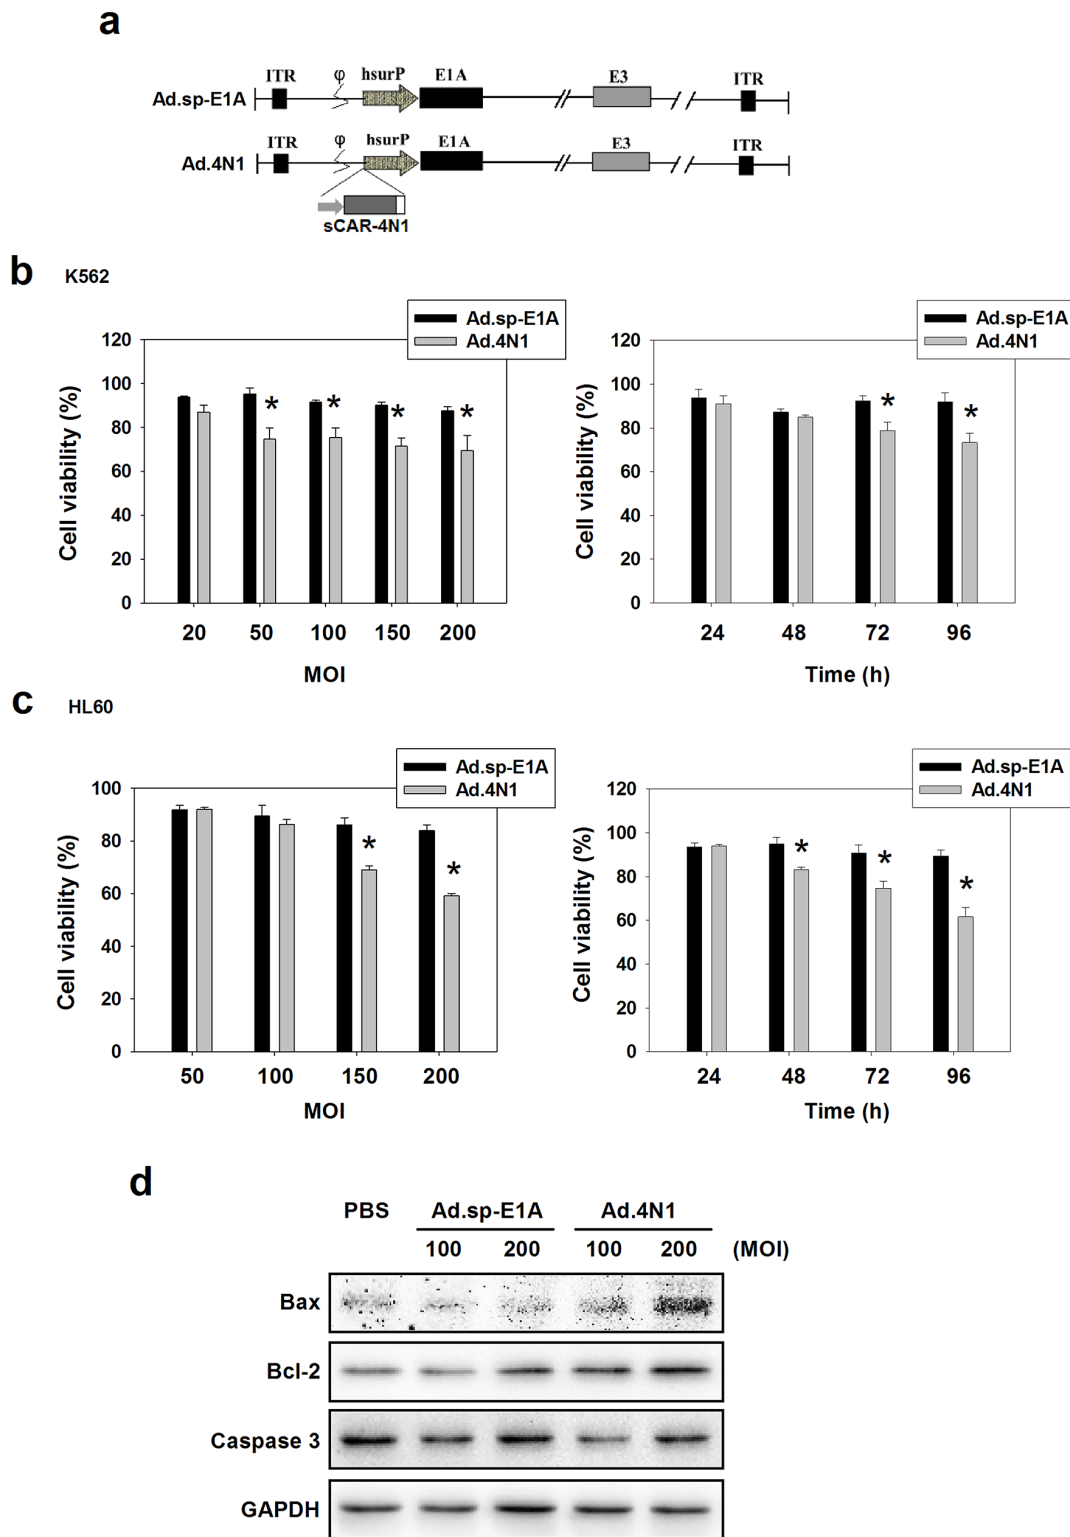 a
ITR φ hsurP E1A E3 ITR
Ad.sp-E1A
ITR φ hsurP E1A E3 ITR
Ad.4N1
sCAR-4N1
b K562
Ad.sp-E1A
Ad.4N1
120
100
80
60
40
20
0
Cell viability (%)
20 50 100 150 200
MOI
* * * *
Ad.sp-E1A
Ad.4N1
120
100
80
60
40
20
0
Cell viability (%)
24 48 72 96
Time (h)
* *
c HL60
Ad.sp-E1A
Ad.4N1
100
80
60
40
20
0
Cell viability (%)
50 100 150 200
MOI
* *
Ad.sp-E1A
Ad.4N1
120
100
80
60
40
20
0
Cell viability (%)
24 48 72 96
Time (h)
* * *
d
PBS Ad.sp-E1A Ad.4N1
100 200 100 200 (MOI)
Bax
Bcl-2
Caspase 3
GAPDH